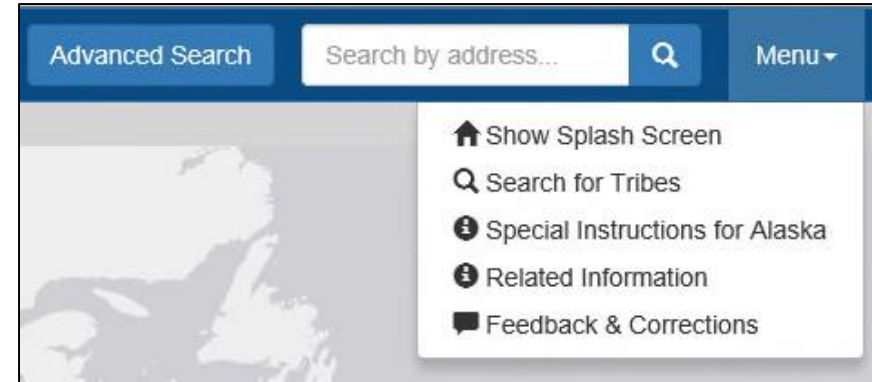 Advanced Search
Search by address...
Menu
Show Splash Screen
Search for Tribes
Special Instructions for Alaska
Related Information
Feedback & Corrections